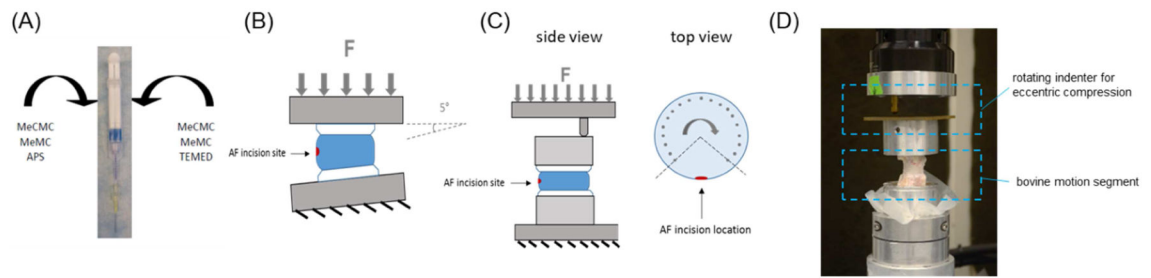 (A)
MeCMC
MeMC
APS
MeCMC
MeMC
TEMED
(B)
F
5°
AF incision site
(C)
side view
top view
F
AF incision site
AF incision location
(D)
rotating indenter for
eccentric compression
bovine motion segment